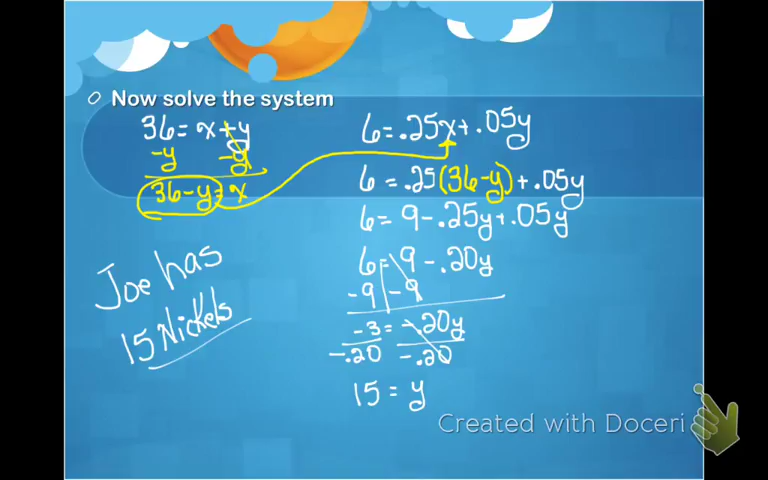 Now solve the system
36 = x + y
-y -y
36-y = x
6 = .25x + .05y
6 = .25(36-y) + .05y
6 = 9 - .25y + .05y
6 = 9 - .20y
-9 -9
-3 = -.20y
-.20 -.20
15 = y
Joe has
15 Nickels
Created with Doceri